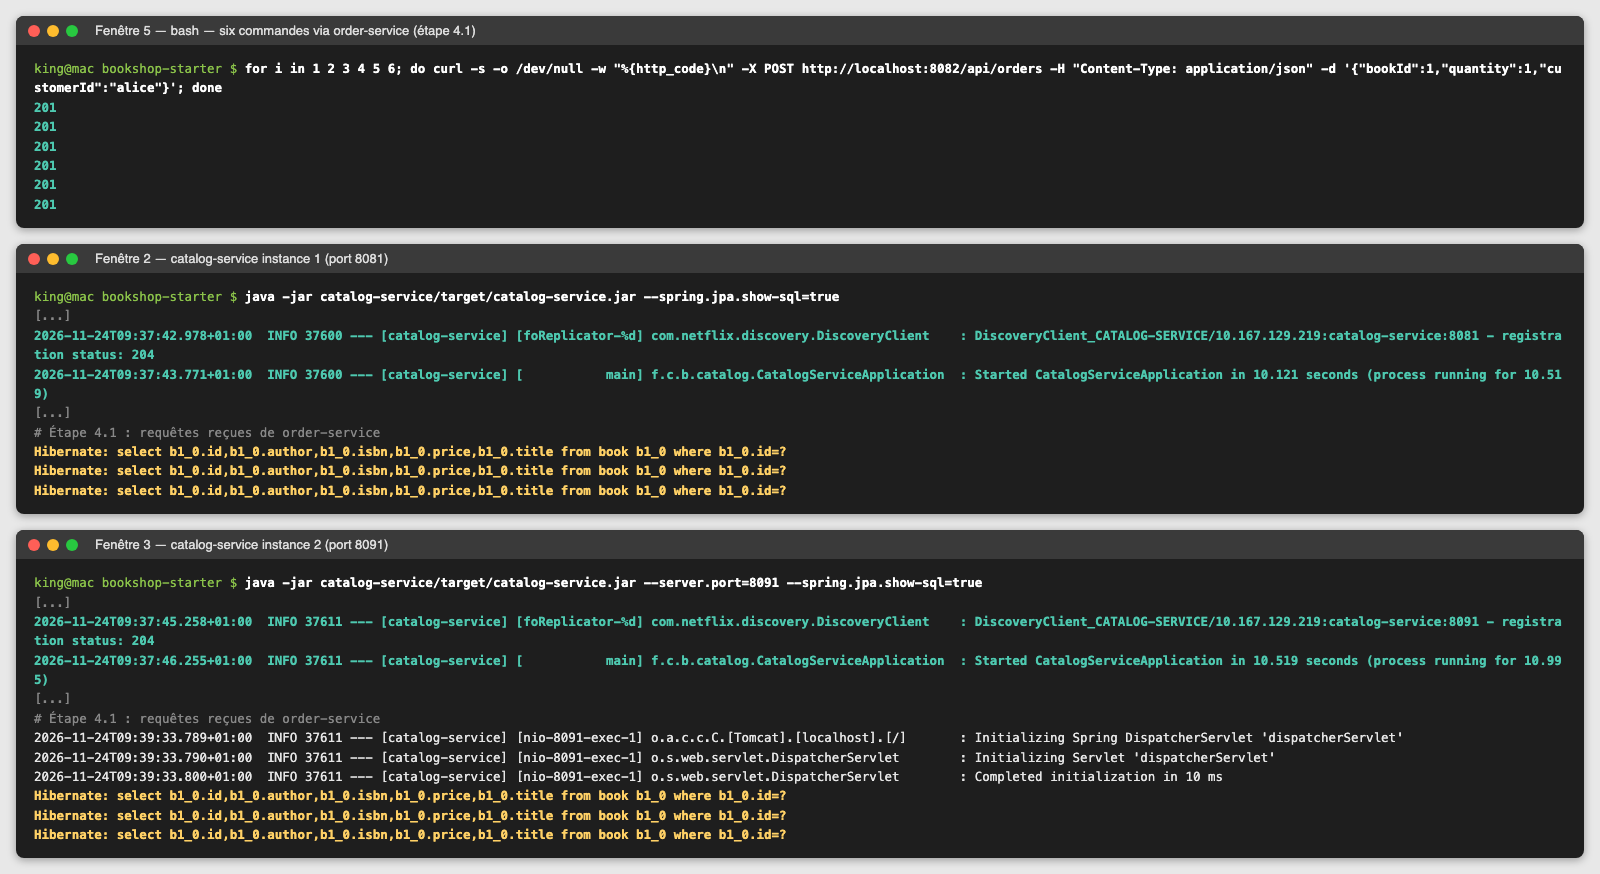 Fenêtre 5 — bash — six commandes via order-service (étape 4.1)
king@mac bookshop-starter $ for i in 1 2 3 4 5 6; do curl -s -o /dev/null -w "%{http_code}\n" -X POST http://localhost:8082/api/orders -H "Content-Type: application/json" -d '{"bookId":1,"quantity":1,"cu
stomerId":"alice"}'; done
201
201
201
201
201
201
Fenêtre 2 — catalog-service instance 1 (port 8081)
king@mac bookshop-starter $ java -jar catalog-service/target/catalog-service.jar --spring.jpa.show-sql=true
[...]
2026-11-24T09:37:42.978+01:00  INFO 37600 --- [catalog-service] [foReplicator-%d] com.netflix.discovery.DiscoveryClient    : DiscoveryClient_CATALOG-SERVICE/10.167.129.219:catalog-service:8081 - registra
tion status: 204
2026-11-24T09:37:43.771+01:00  INFO 37600 --- [catalog-service] [           main] f.c.b.catalog.CatalogServiceApplication  : Started CatalogServiceApplication in 10.121 seconds (process running for 10.51
9)
[...]
# Étape 4.1 : requêtes reçues de order-service
Hibernate: select b1_0.id,b1_0.author,b1_0.isbn,b1_0.price,b1_0.title from book b1_0 where b1_0.id=?
Hibernate: select b1_0.id,b1_0.author,b1_0.isbn,b1_0.price,b1_0.title from book b1_0 where b1_0.id=?
Hibernate: select b1_0.id,b1_0.author,b1_0.isbn,b1_0.price,b1_0.title from book b1_0 where b1_0.id=?
Fenêtre 3 — catalog-service instance 2 (port 8091)
king@mac bookshop-starter $ java -jar catalog-service/target/catalog-service.jar --server.port=8091 --spring.jpa.show-sql=true
[...]
2026-11-24T09:37:45.258+01:00  INFO 37611 --- [catalog-service] [foReplicator-%d] com.netflix.discovery.DiscoveryClient    : DiscoveryClient_CATALOG-SERVICE/10.167.129.219:catalog-service:8091 - registra
tion status: 204
2026-11-24T09:37:46.255+01:00  INFO 37611 --- [catalog-service] [           main] f.c.b.catalog.CatalogServiceApplication  : Started CatalogServiceApplication in 10.519 seconds (process running for 10.99
5)
[...]
# Étape 4.1 : requêtes reçues de order-service
2026-11-24T09:39:33.789+01:00  INFO 37611 --- [catalog-service] [nio-8091-exec-1] o.a.c.c.C.[Tomcat].[localhost].[/]       : Initializing Spring DispatcherServlet 'dispatcherServlet'
2026-11-24T09:39:33.790+01:00  INFO 37611 --- [catalog-service] [nio-8091-exec-1] o.s.web.servlet.DispatcherServlet        : Initializing Servlet 'dispatcherServlet'
2026-11-24T09:39:33.800+01:00  INFO 37611 --- [catalog-service] [nio-8091-exec-1] o.s.web.servlet.DispatcherServlet        : Completed initialization in 10 ms
Hibernate: select b1_0.id,b1_0.author,b1_0.isbn,b1_0.price,b1_0.title from book b1_0 where b1_0.id=?
Hibernate: select b1_0.id,b1_0.author,b1_0.isbn,b1_0.price,b1_0.title from book b1_0 where b1_0.id=?
Hibernate: select b1_0.id,b1_0.author,b1_0.isbn,b1_0.price,b1_0.title from book b1_0 where b1_0.id=?